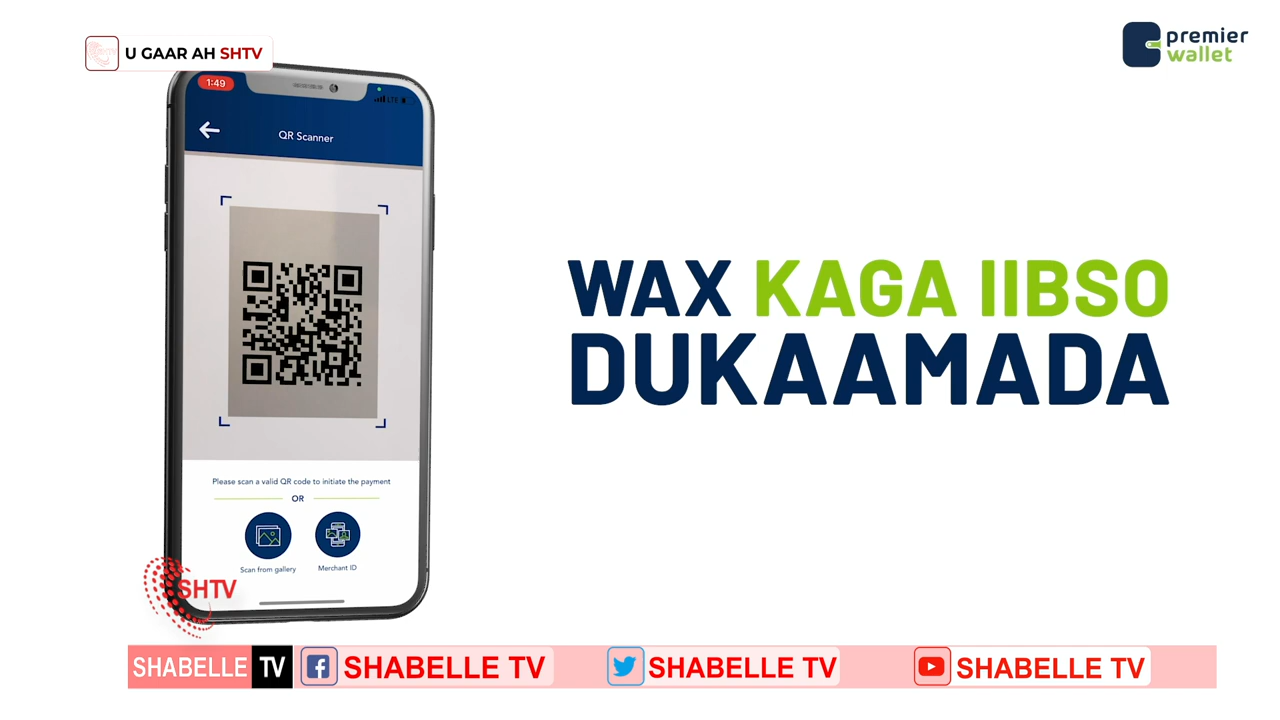 U GAAR AH SHTV
premier
wallet
1:49
LTE
QR Scanner
WAX KAGA IIBSO
DUKAAMADA
Please scan a valid QR code to initiate the payment
OR
Scan from gallery
Merchant ID
SHTV
SHABELLE TV
SHABELLE TV
SHABELLE TV
SHABELLE TV